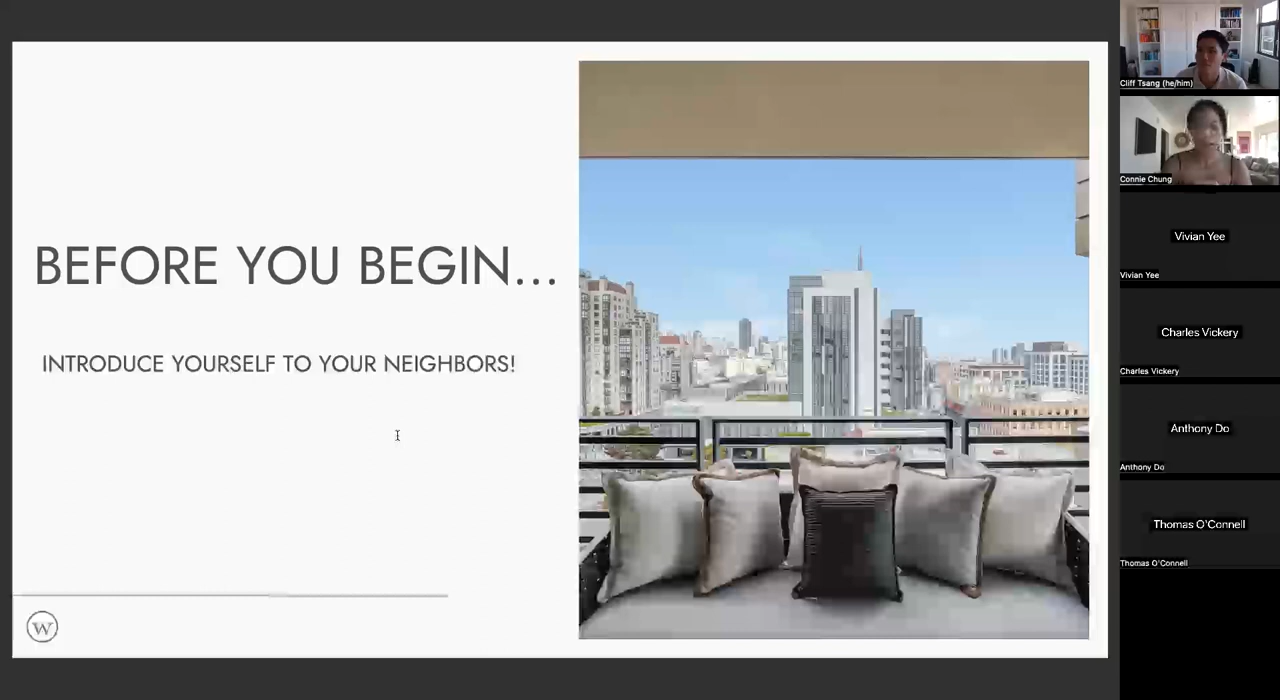 BEFORE YOU BEGIN...
INTRODUCE YOURSELF TO YOUR NEIGHBORS!
W
Cliff Tsang (he/him)
Connie Chung
Vivian Yee
Vivian Yee
Charles Vickery
Charles Vickery
Anthony Do
Anthony Do
Thomas O'Connell
Thomas O'Connell